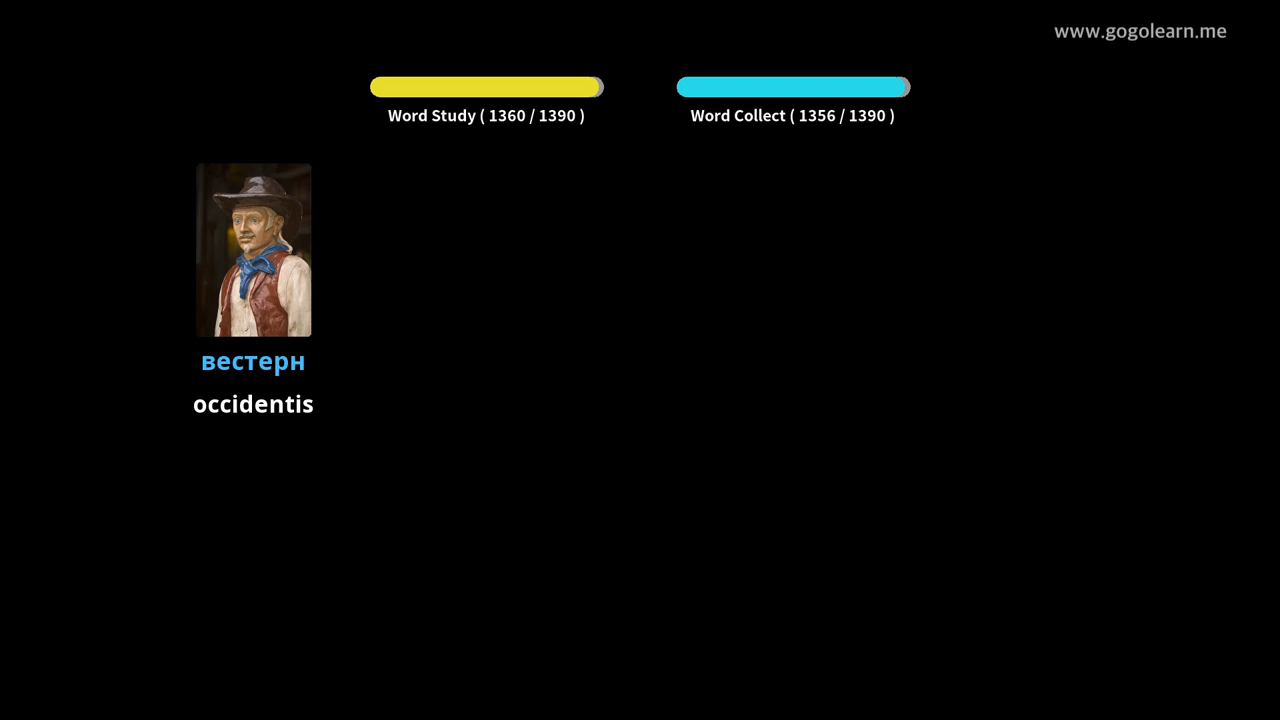 www.gogolearn.me
Word Study ( 1360 / 1390 )
Word Collect ( 1356 / 1390 )
вестерн
occidentis